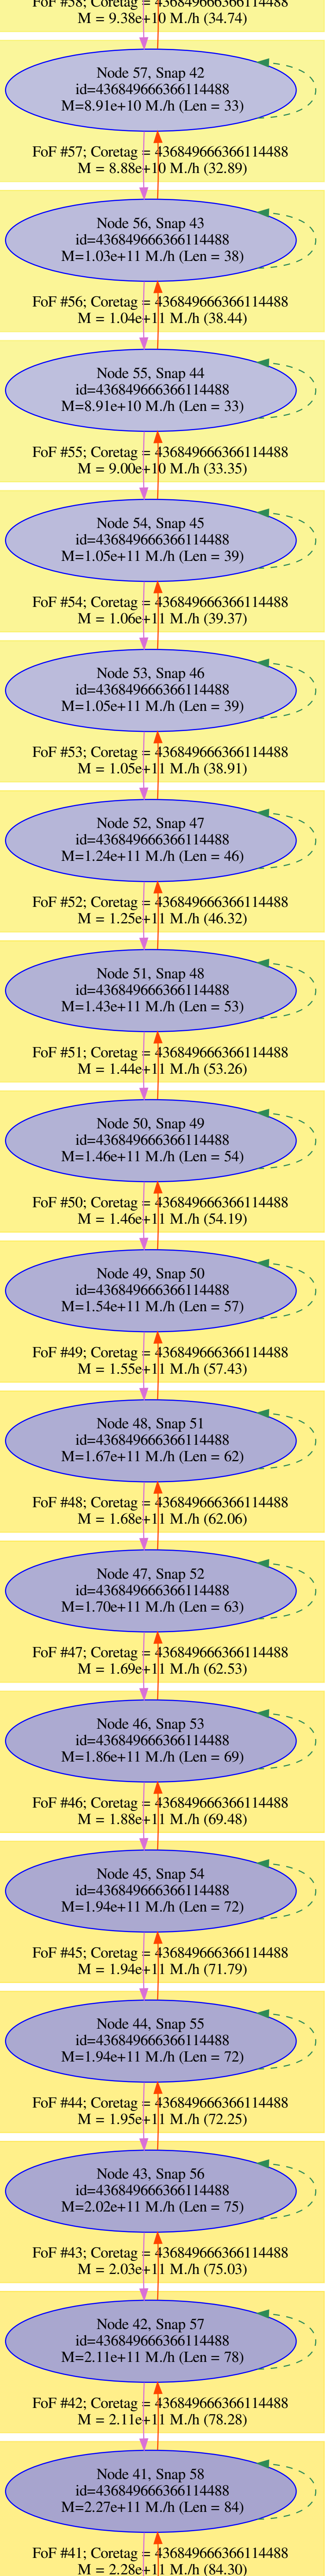 FoF #58; Coretag = 436849666366114488
M = 9.38e+10 M./h (34.74)
Node 57, Snap 42
id=436849666366114488
M=8.91e+10 M./h (Len = 33)
FoF #57; Coretag = 436849666366114488
M = 8.88e+10 M./h (32.89)
Node 56, Snap 43
id=436849666366114488
M=1.03e+11 M./h (Len = 38)
FoF #56; Coretag = 436849666366114488
M = 1.04e+11 M./h (38.44)
Node 55, Snap 44
id=436849666366114488
M=8.91e+10 M./h (Len = 33)
FoF #55; Coretag = 436849666366114488
M = 9.00e+10 M./h (33.35)
Node 54, Snap 45
id=436849666366114488
M=1.05e+11 M./h (Len = 39)
FoF #54; Coretag = 436849666366114488
M = 1.06e+11 M./h (39.37)
Node 53, Snap 46
id=436849666366114488
M=1.05e+11 M./h (Len = 39)
FoF #53; Coretag = 436849666366114488
M = 1.05e+11 M./h (38.91)
Node 52, Snap 47
id=436849666366114488
M=1.24e+11 M./h (Len = 46)
FoF #52; Coretag = 436849666366114488
M = 1.25e+11 M./h (46.32)
Node 51, Snap 48
id=436849666366114488
M=1.43e+11 M./h (Len = 53)
FoF #51; Coretag = 436849666366114488
M = 1.44e+11 M./h (53.26)
Node 50, Snap 49
id=436849666366114488
M=1.46e+11 M./h (Len = 54)
FoF #50; Coretag = 436849666366114488
M = 1.46e+11 M./h (54.19)
Node 49, Snap 50
id=436849666366114488
M=1.54e+11 M./h (Len = 57)
FoF #49; Coretag = 436849666366114488
M = 1.55e+11 M./h (57.43)
Node 48, Snap 51
id=436849666366114488
M=1.67e+11 M./h (Len = 62)
FoF #48; Coretag = 436849666366114488
M = 1.68e+11 M./h (62.06)
Node 47, Snap 52
id=436849666366114488
M=1.70e+11 M./h (Len = 63)
FoF #47; Coretag = 436849666366114488
M = 1.69e+11 M./h (62.53)
Node 46, Snap 53
id=436849666366114488
M=1.86e+11 M./h (Len = 69)
FoF #46; Coretag = 436849666366114488
M = 1.88e+11 M./h (69.48)
Node 45, Snap 54
id=436849666366114488
M=1.94e+11 M./h (Len = 72)
FoF #45; Coretag = 436849666366114488
M = 1.94e+11 M./h (71.79)
Node 44, Snap 55
id=436849666366114488
M=1.94e+11 M./h (Len = 72)
FoF #44; Coretag = 436849666366114488
M = 1.95e+11 M./h (72.25)
Node 43, Snap 56
id=436849666366114488
M=2.02e+11 M./h (Len = 75)
FoF #43; Coretag = 436849666366114488
M = 2.03e+11 M./h (75.03)
Node 42, Snap 57
id=436849666366114488
M=2.11e+11 M./h (Len = 78)
FoF #42; Coretag = 436849666366114488
M = 2.11e+11 M./h (78.28)
Node 41, Snap 58
id=436849666366114488
M=2.27e+11 M./h (Len = 84)
FoF #41; Coretag = 436849666366114488
M = 2.28e+11 M./h (84.30)